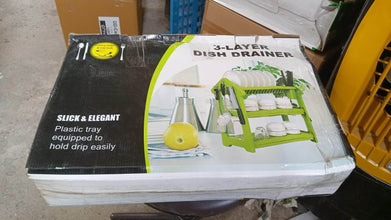 3-LAYER
DISH DRAINER
SLICK & ELEGANT
Plastic tray
equipped to
hold drip easily